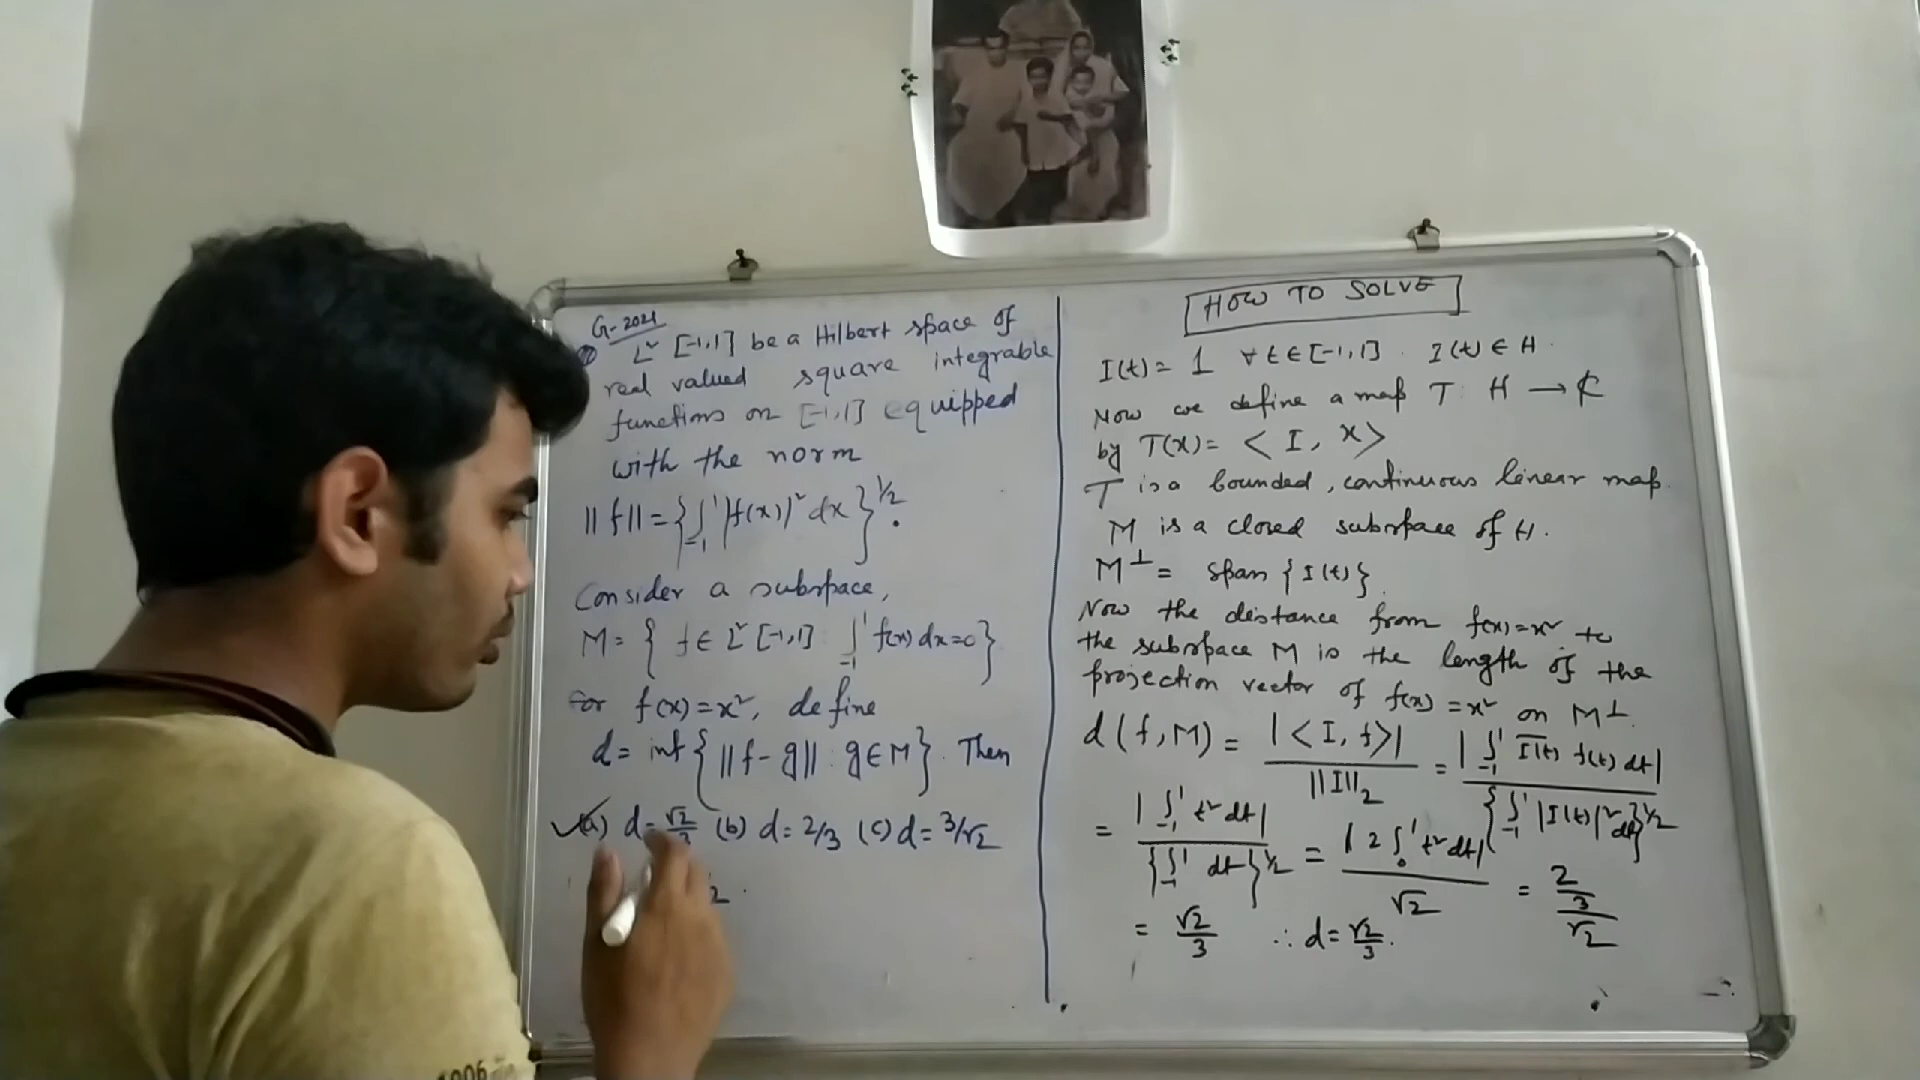 G-2021
L² [-1,1] be a Hilbert space of
real valued square integrable
functions on [-1,1] equipped
with the norm
||f|| = {∫₋₁¹ |f(x)|² dx}^1/2.
Consider a subspace,
M = { f ∈ L² [-1,1] : ∫₋₁¹ f(x) dx = 0 }
For f(x) = x², define
d = inf { ||f - g|| : g ∈ M }. Then
(a) d = √2/3 (b) d = 2/3 (c) d = 3/√2
2.
HOW TO SOLVE
I(t) = 1 ∀ t ∈ [-1,1]. I(t) ∈ H.
Now we define a map T: H → ℝ
by T(x) = <I, x>
T is a bounded, continuous linear map.
M is a closed subspace of H.
M^⊥ = span {I(t)}
Now the distance from f(x) = x² to
the subspace M is the length of the
projection vector of f(x) = x² on M^⊥.
d(f, M) = |<I, f>| / ||I||₂ = |∫₋₁¹ \overline{I(t)} f(t) dt| / {∫₋₁¹ |I(t)|² dt}^1/2
= |∫₋₁¹ t² dt| / {∫₋₁¹ dt}^1/2 = |2 ∫₀¹ t² dt| / √2 = 2/3 / √2
= √2/3 ∴ d = √2/3.
1006